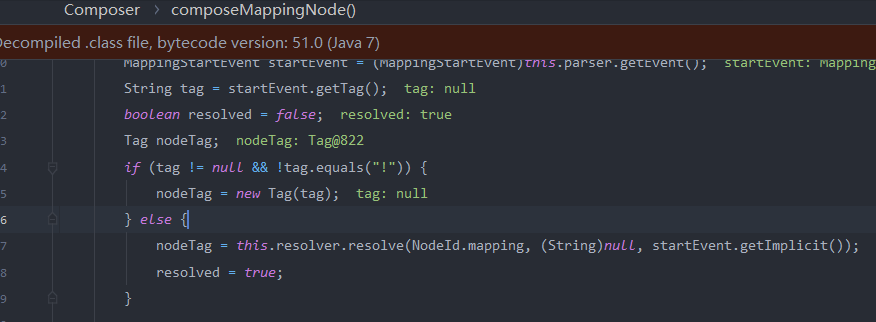 Composer > composeMappingNode()
Decompiled .class file, bytecode version: 51.0 (Java 7)
0 MappingStartEvent startEvent = (MappingStartEvent)this.parser.getEvent(); startEvent: Mapping
1 String tag = startEvent.getTag(); tag: null
2 boolean resolved = false; resolved: true
3 Tag nodeTag; nodeTag: Tag@822
4 if (tag != null && !tag.equals("!")) {
5 nodeTag = new Tag(tag); tag: null
6 } else {
7 nodeTag = this.resolver.resolve(NodeId.mapping, (String)null, startEvent.getImplicit());
8 resolved = true;
9 }